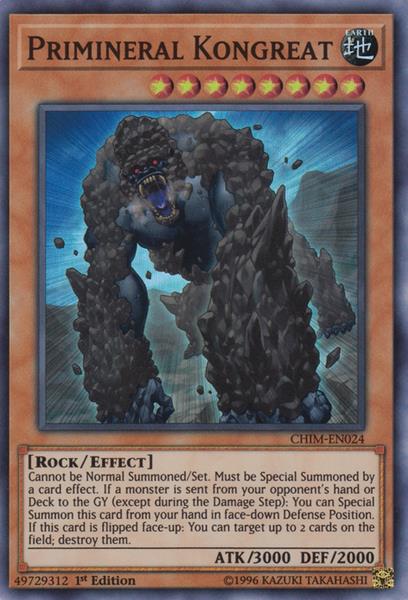 Primineral Kongreat
EARTH
地
CHIM-EN024
[Rock/Effect]
Cannot be Normal Summoned/Set. Must be Special Summoned by
a card effect. If a monster is sent from your opponent's hand or
Deck to the GY (except during the Damage Step): You can Special
Summon this card from your hand in face-down Defense Position.
If this card is flipped face-up: You can target up to 2 cards on the
field; destroy them.
ATK/3000 DEF/2000
49729312 1st Edition ©1996 KAZUKI TAKAHASHI